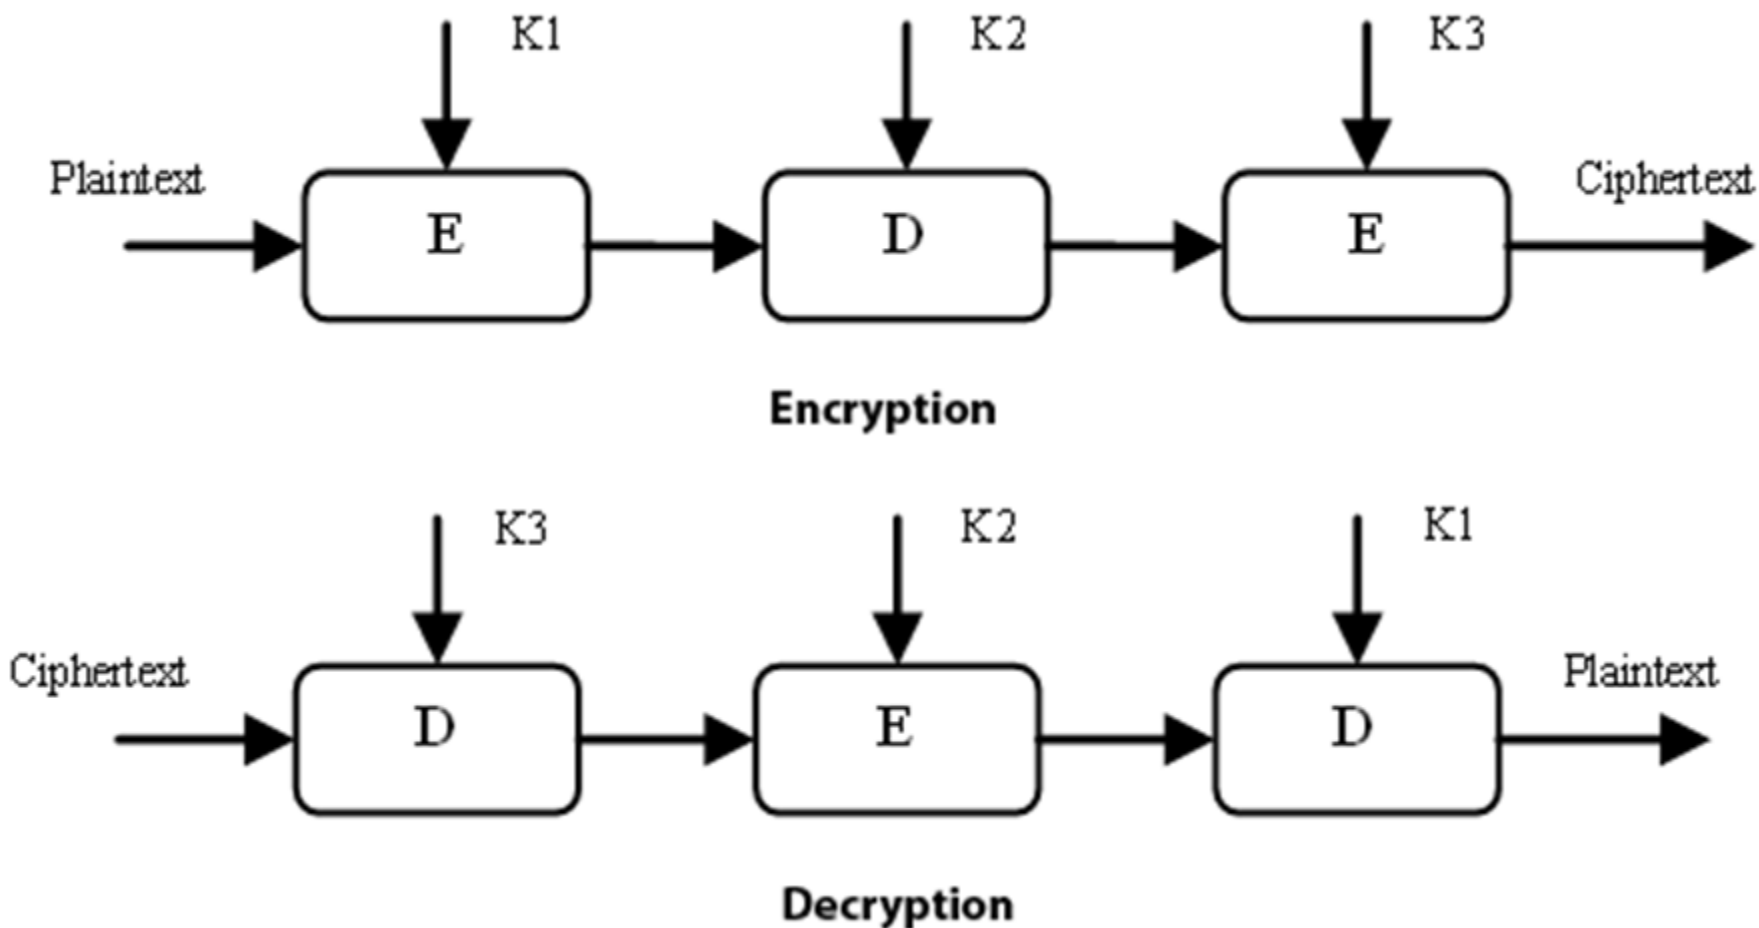 K1 K2 K3
Plaintext Ciphertext
E D E
Encryption
K3 K2 K1
Ciphertext Plaintext
D E D
Decryption